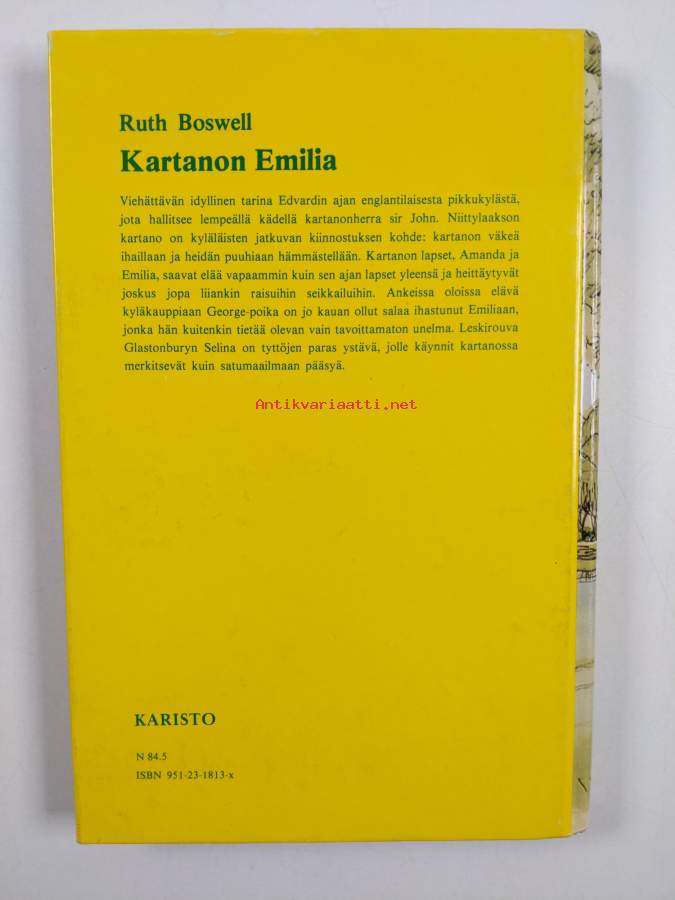 Ruth Boswell
Kartanon Emilia
Viehättävän idyllinen tarina Edvardin ajan englantilaisesta pikkukylästä,
jota hallitsee lempeällä kädellä kartanonherra sir John. Niittylaakson
kartano on kyläläisten jatkuvan kiinnostuksen kohde: kartanon väkeä
ihaillaan ja heidän puuhiaan hämmästellään. Kartanon lapset, Amanda ja
Emilia, saavat elää vapaammin kuin sen ajan lapset yleensä ja heittäytyvät
joskus jopa liiankin raisuihin seikkailuihin. Ankeissa oloissa elävä
kyläkauppiaan George-poika on jo kauan ollut salaa ihastunut Emiliaan,
jonka hän kuitenkin tietää olevan vain tavoittamaton unelma. Leskirouva
Glastonburyn Selina on tyttöjen paras ystävä, jolle käynnit kartanossa
merkitsevät kuin satumaailmaan pääsyä.
Antikvariaatti.net
KARISTO
N 84.5
ISBN 951-23-1813-x